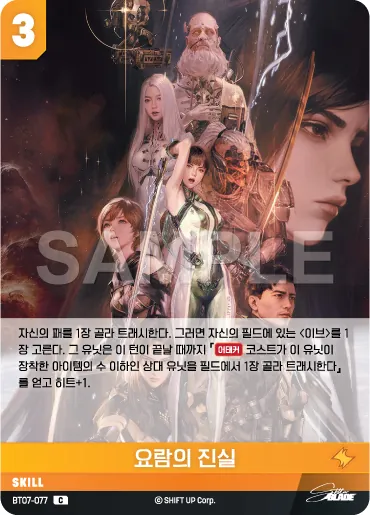 3
SAMPLE
자신의 패를 1장 골라 트래시한다. 그러면 자신의 필드에 있는 <이브>를 1
장 고른다. 그 유닛은 이 턴이 끝날 때까지 「어태커 코스트가 이 유닛이
장착한 아이템의 수 이하인 상대 유닛을 필드에서 1장 골라 트래시한다」
를 얻고 히트+1.
요람의 진실
SKILL
BT07-077 C ⓒ SHIFT UP Corp. Stellar BLADE